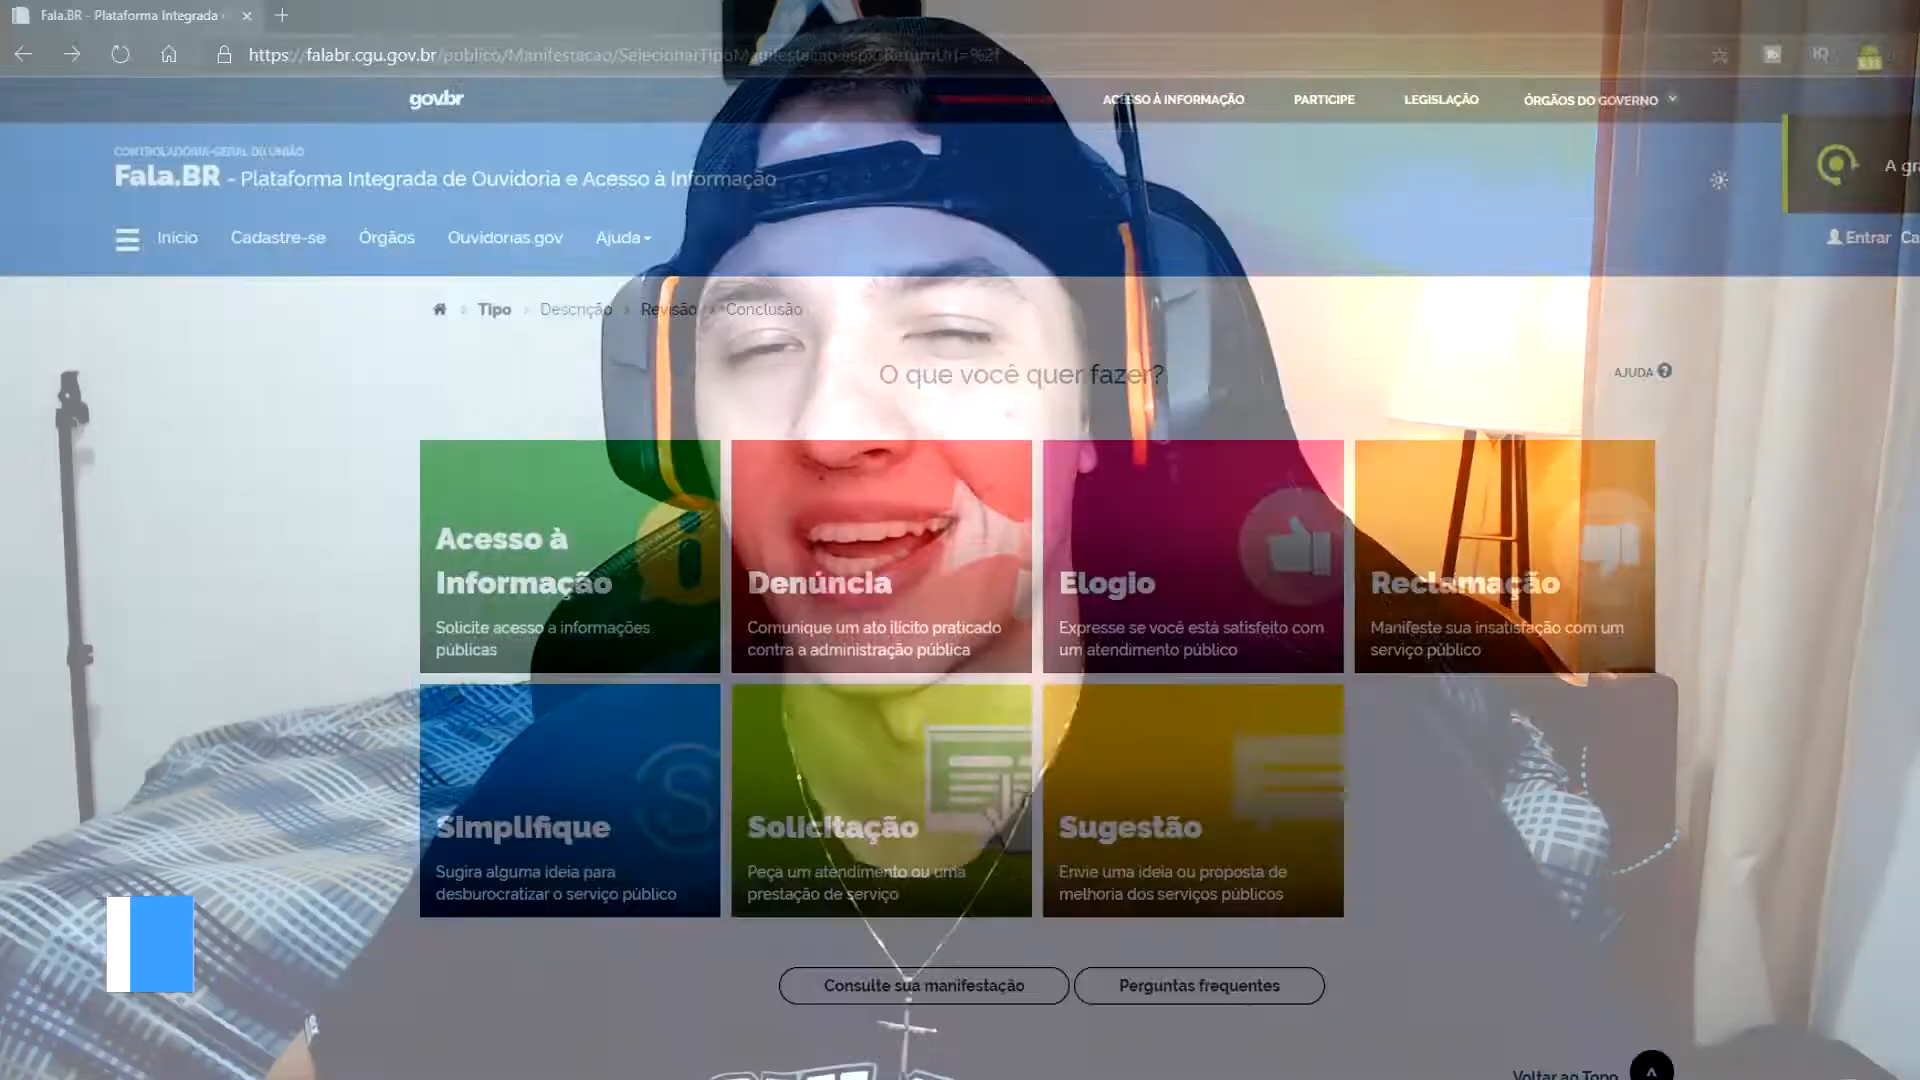 Fala.BR - Plataforma Integrada
https://falabr.cgu.gov.br/publico/Manifestacao/SelecionarTipoManifestacao.aspx?ReturnUrl=%2f
gov.br
ACESSO À INFORMAÇÃO
PARTICIPE
LEGISLAÇÃO
ÓRGÃOS DO GOVERNO
CONTROLADORIA-GERAL DA UNIÃO
Fala.BR - Plataforma Integrada de Ouvidoria e Acesso à Informação
A gra
Início
Cadastre-se
Órgãos
Ouvidorias.gov
Ajuda
Entrar
Ca
Tipo
Descrição
Revisão
Conclusão
O que você quer fazer?
AJUDA
Acesso à
Informação
Solicite acesso a informações
públicas
Denúncia
Comunique um ato ilícito praticado
contra a administração pública
Elogio
Expresse se você está satisfeito com
um atendimento público
Reclamação
Manifeste sua insatisfação com um
serviço público
Simplifique
Sugira alguma ideia para
desburocratizar o serviço público
Solicitação
Peça um atendimento ou uma
prestação de serviço
Sugestão
Envie uma ideia ou proposta de
melhoria dos serviços públicos
Consulte sua manifestação
Perguntas frequentes
Voltar ao Topo